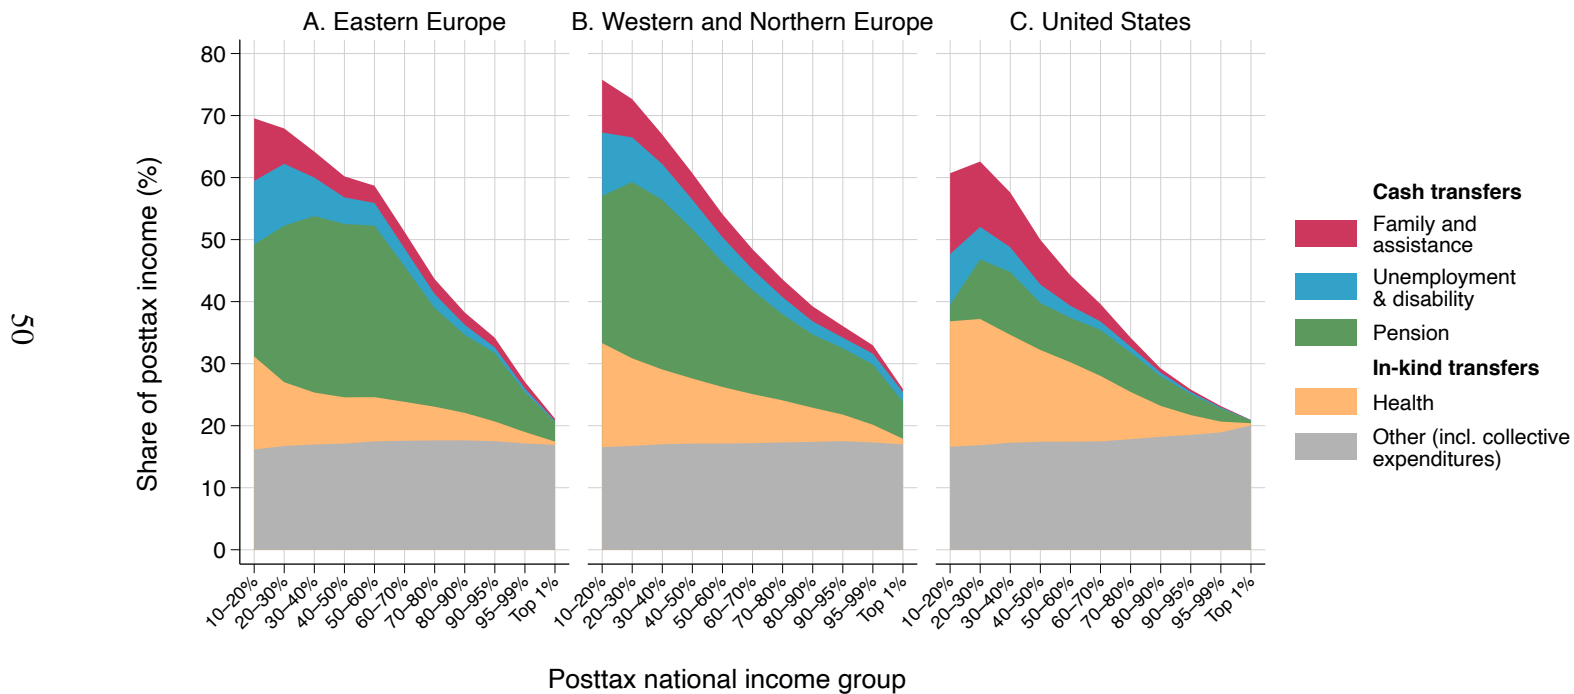 A. Eastern Europe
B. Western and Northern Europe
C. United States
Share of posttax income (%)
80
70
60
50
40
30
20
10
0
10–20%
20–30%
30–40%
40–50%
50–60%
60–70%
70–80%
80–90%
90–95%
95–99%
Top 1%
10–20%
20–30%
30–40%
40–50%
50–60%
60–70%
70–80%
80–90%
90–95%
95–99%
Top 1%
10–20%
20–30%
30–40%
40–50%
50–60%
60–70%
70–80%
80–90%
90–95%
95–99%
Top 1%
Posttax national income group
Cash transfers
Family and
assistance
Unemployment
& disability
Pension
In-kind transfers
Health
Other (incl. collective
expenditures)
50